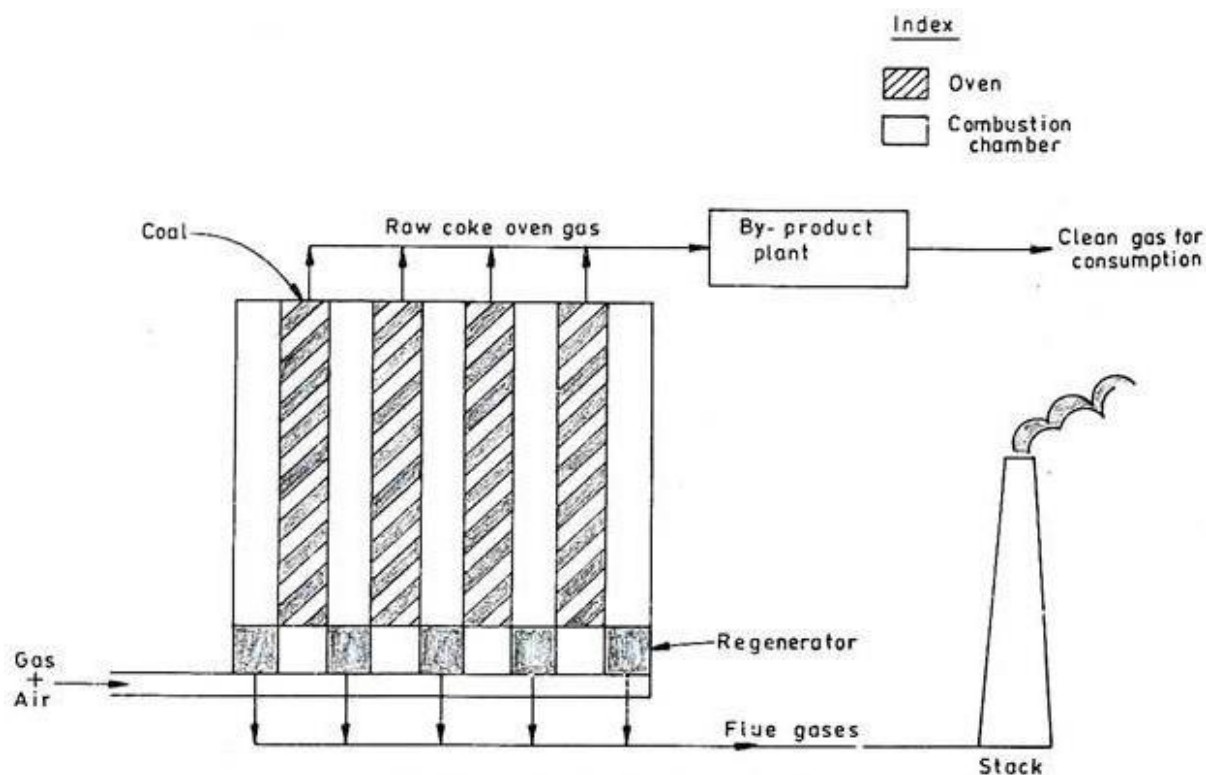 Index
Oven
Combustion
chamber
Coal
Raw coke oven gas
By- product
plant
Clean gas for
consumption
Regenerator
Gas
+
Air
Flue gases
Stack